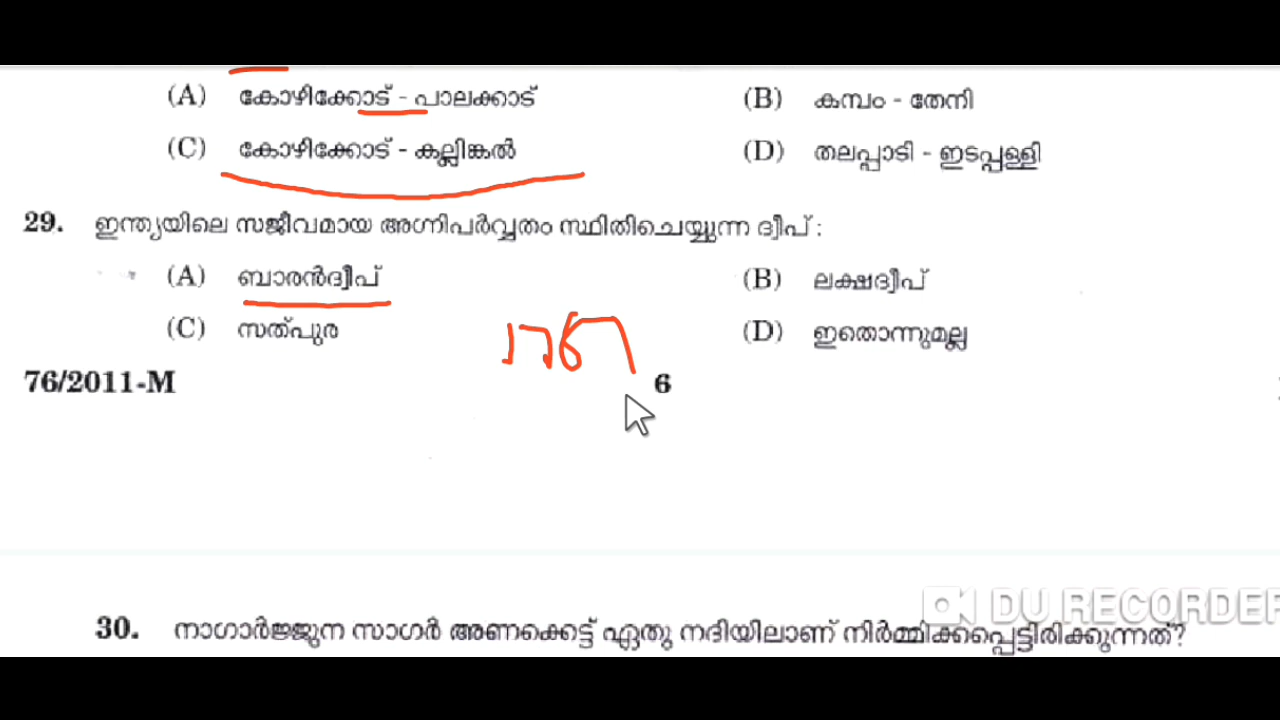 (A) കോഴിക്കോട് - പാലക്കാട് (B) കമ്പം - തേനി
(C) കോഴിക്കോട് - കല്ലിങ്കൽ (D) തലപ്പാടി - ഇടപ്പള്ളി
29. ഇന്ത്യയിലെ സജീവമായ അഗ്നിപർവ്വതം സ്ഥിതിചെയ്യുന്ന ദ്വീപ് :
(A) ബാരൻദ്വീപ് (B) ലക്ഷദ്വീപ്
(C) സത്പുര (D) ഇതൊന്നുമല്ല
76/2011-M 6
DU RECORDER
30. നാഗാർജ്ജുന സാഗർ അണക്കെട്ട് ഏതു നദിയിലാണ് നിർമ്മിക്കപ്പെട്ടിരിക്കുന്നത്?